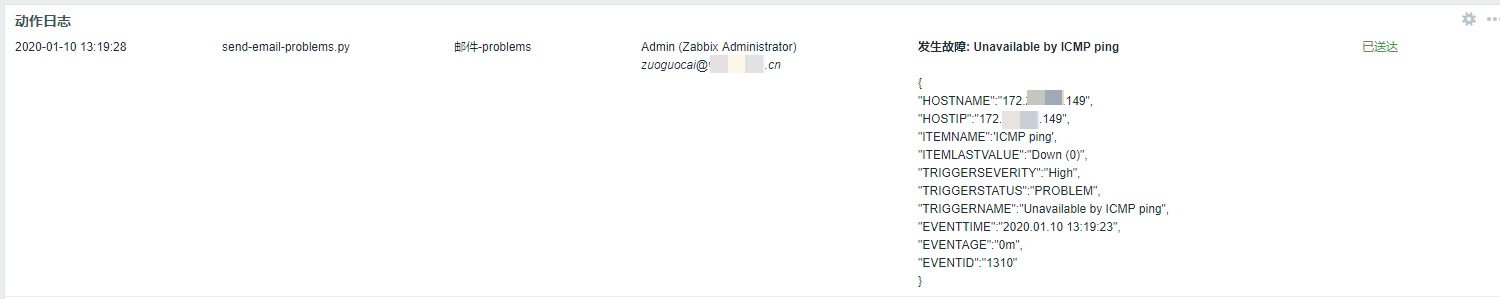 动作日志
2020-01-10 13:19:28 send-email-problems.py 邮件-problems Admin (Zabbix Administrator) 发生故障: Unavailable by ICMP ping 已送达
zuoguocai@ .cn
{
"HOSTNAME":"172. .149",
"HOSTIP":"172. .149",
"ITEMNAME":'ICMP ping',
"ITEMLASTVALUE":"Down (0)",
"TRIGGERSEVERITY":"High",
"TRIGGERSTATUS":"PROBLEM",
"TRIGGERNAME":"Unavailable by ICMP ping",
"EVENTTIME":"2020.01.10 13:19:23",
"EVENTAGE":"0m",
"EVENTID":"1310"
}